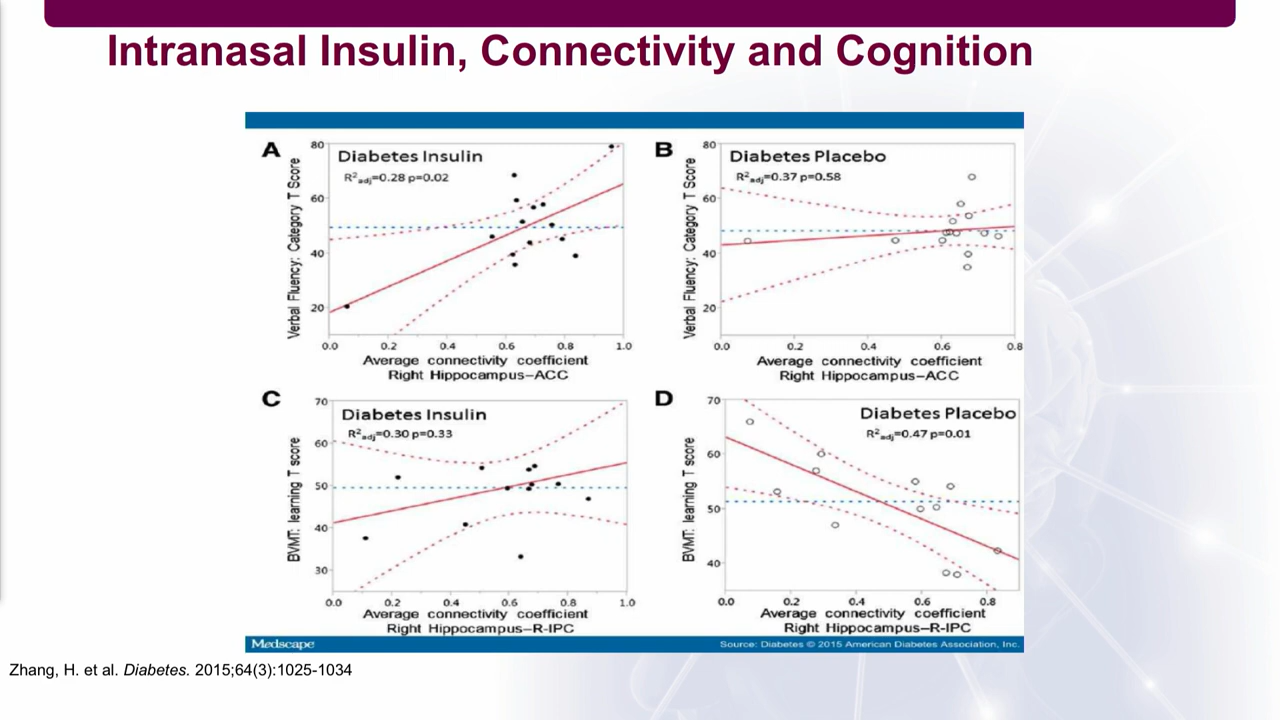 Intranasal Insulin, Connectivity and Cognition
A
Diabetes Insulin
R²adj=0.28 p=0.02
Verbal Fluency: Category T Score
80
60
40
20
0.0 0.2 0.4 0.6 0.8 1.0
Average connectivity coefficient
Right Hippocampus–ACC
B
Diabetes Placebo
R²adj=0.37 p=0.58
Verbal Fluency: Category T Score
80
60
40
20
0.0 0.2 0.4 0.6 0.8
Average connectivity coefficient
Right Hippocampus–ACC
C
Diabetes Insulin
R²adj=0.30 p=0.33
BVMT: learning T score
70
60
50
40
30
0.0 0.2 0.4 0.6 0.8 1.0
Average connectivity coefficient
Right Hippocampus–R-IPC
D
Diabetes Placebo
R²adj=0.47 p=0.01
BVMT: learning T score
70
60
50
40
0.0 0.2 0.4 0.6 0.8
Average connectivity coefficient
Right Hippocampus–R-IPC
Medscape
Source: Diabetes © 2015 American Diabetes Association, Inc.
Zhang, H. et al. Diabetes. 2015;64(3):1025-1034